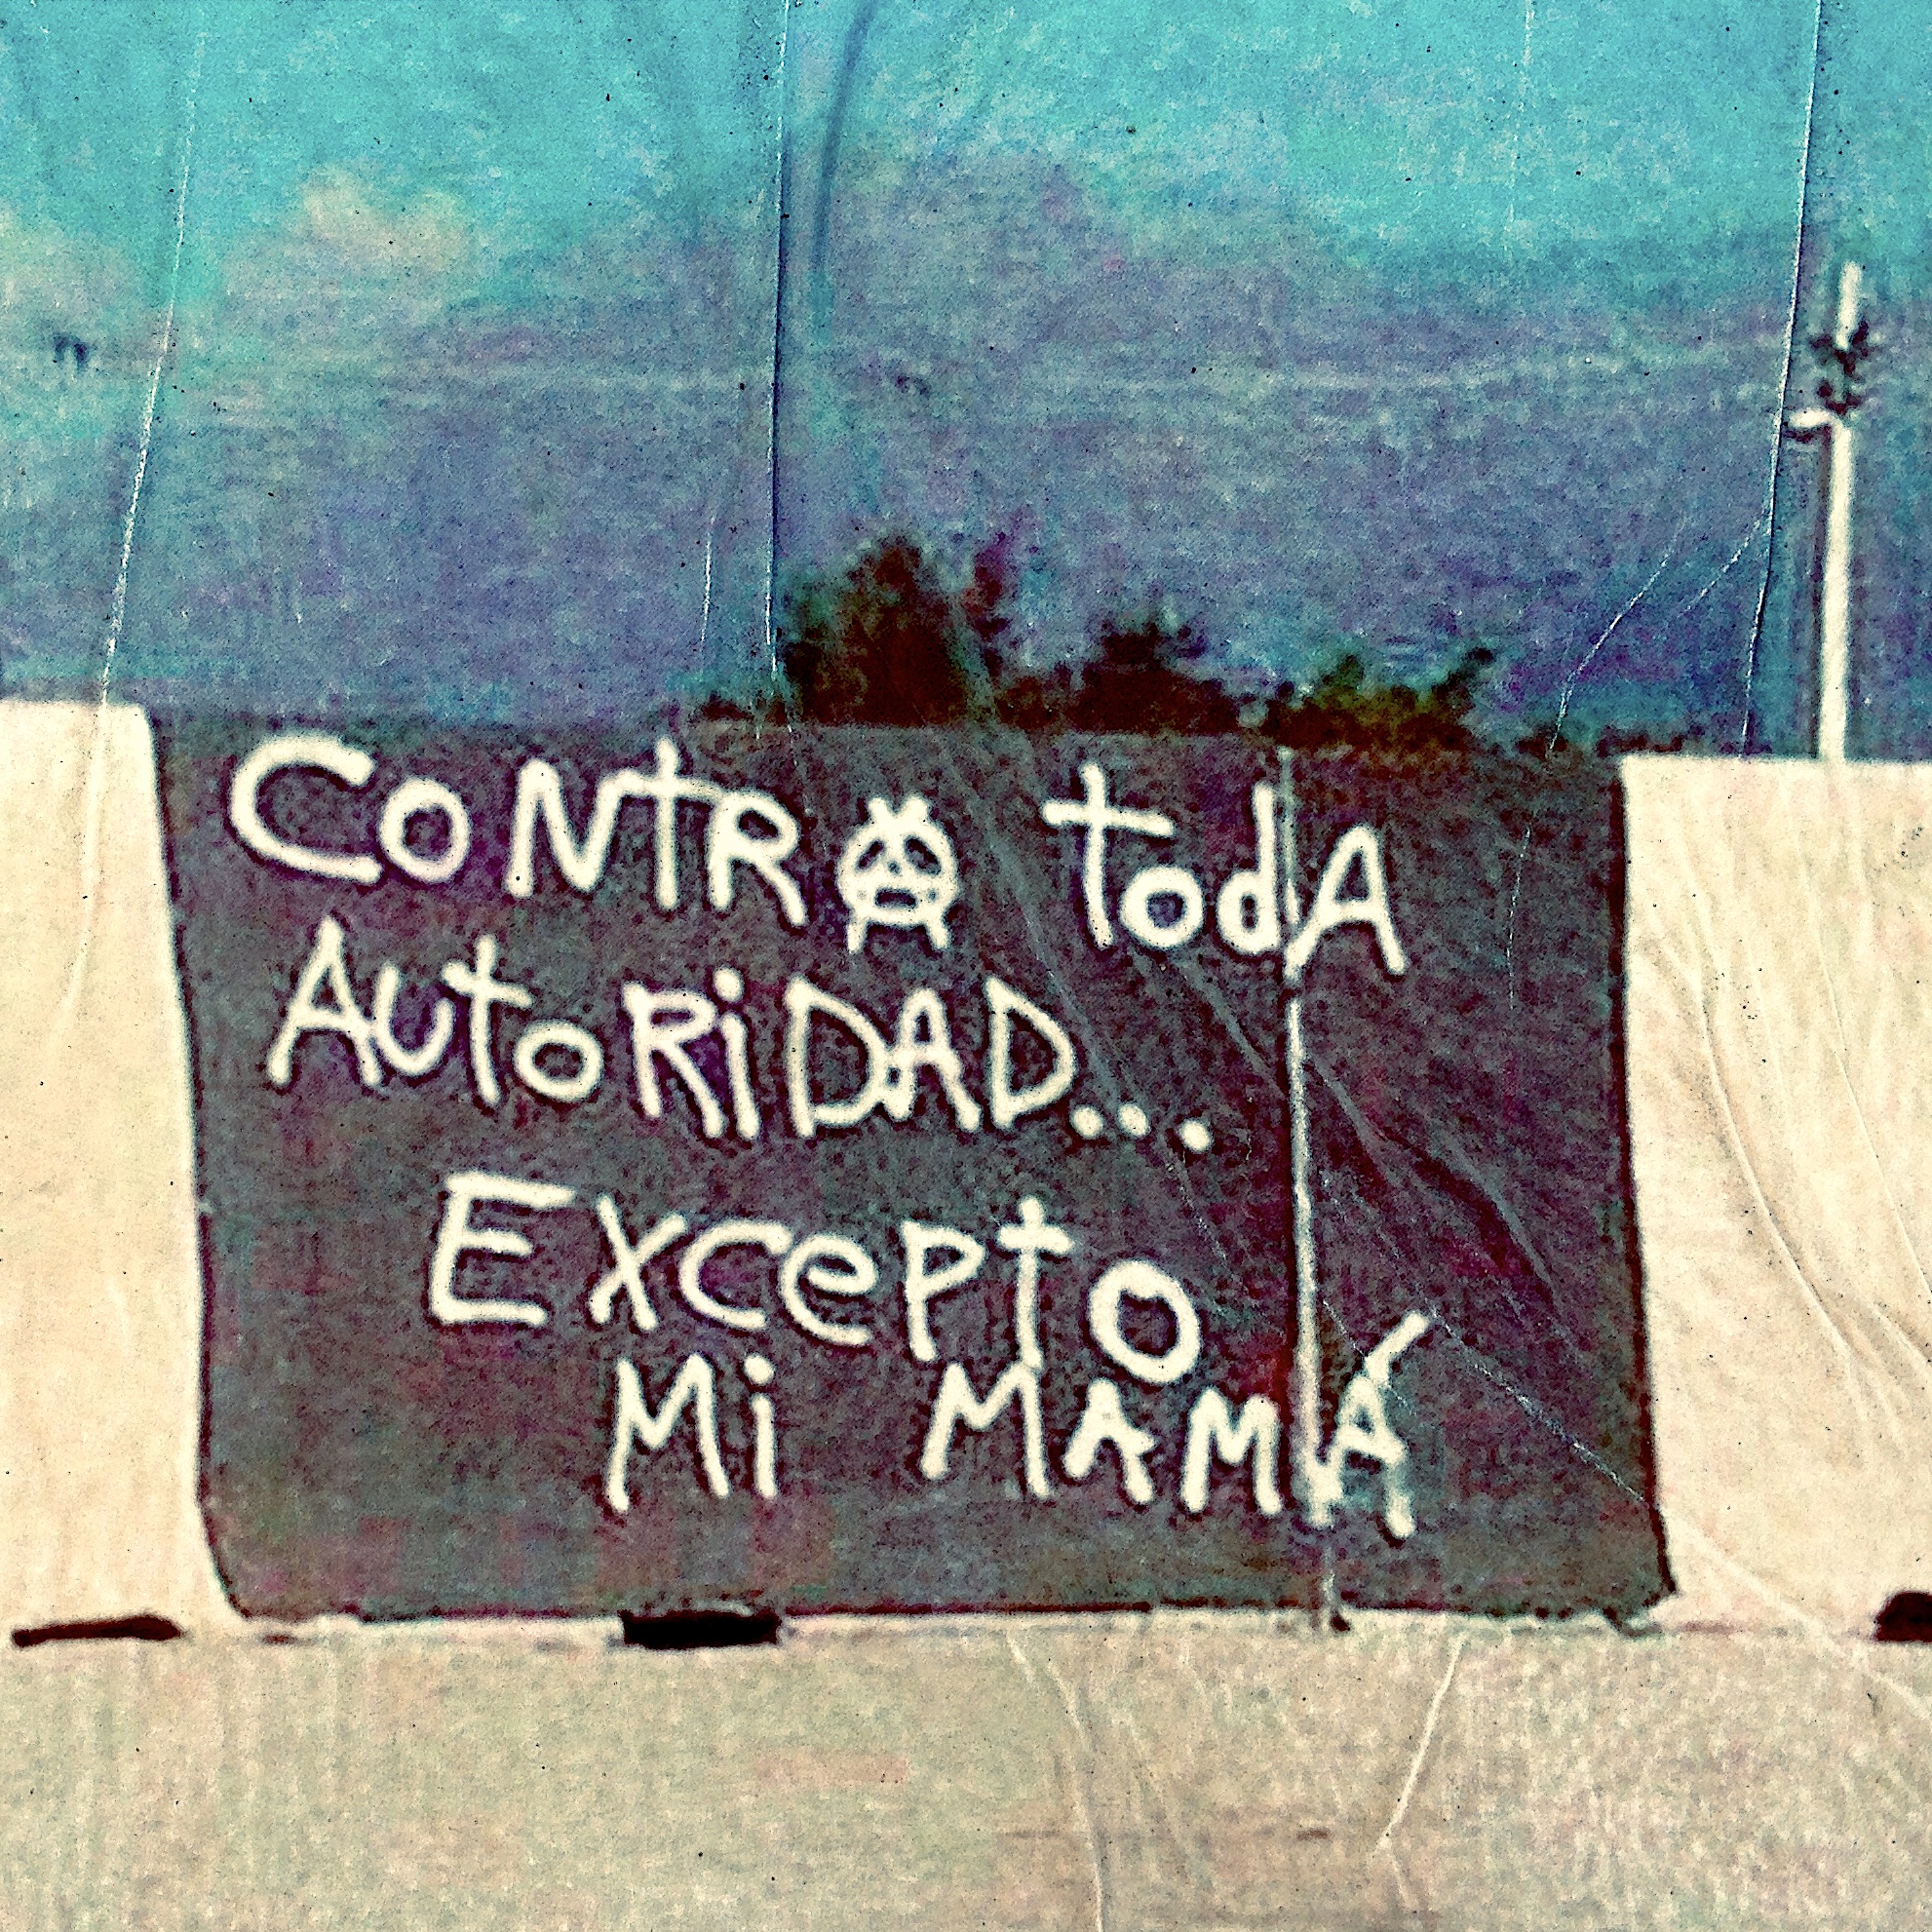 CoNtRA todA
AUtoRiDAD...
ExcePto
Mi MAMÁ